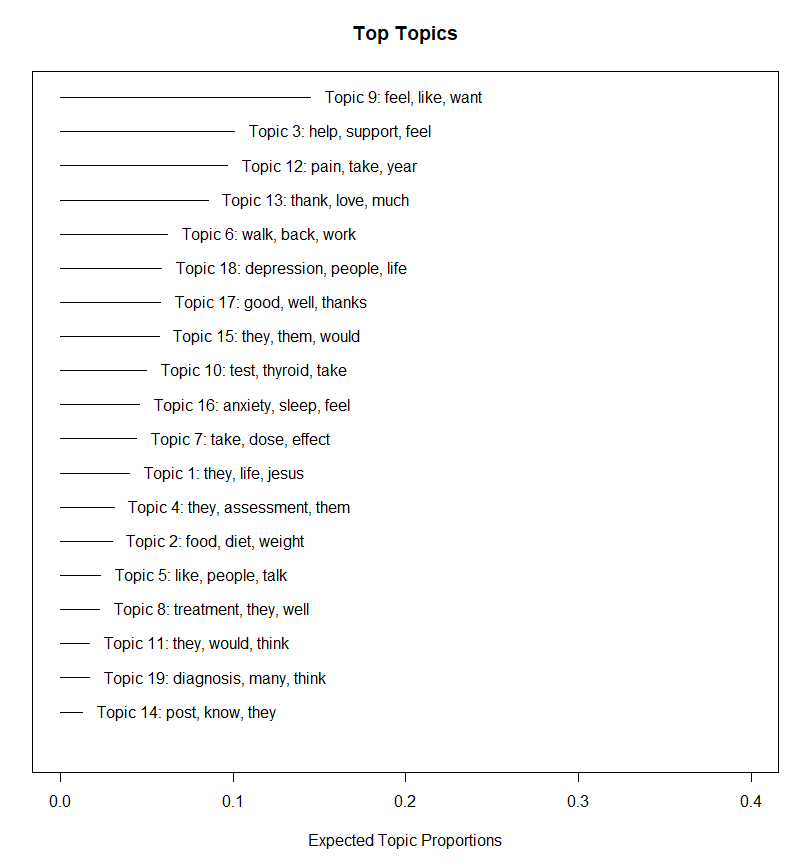 Top Topics
Topic 9: feel, like, want
Topic 3: help, support, feel
Topic 12: pain, take, year
Topic 13: thank, love, much
Topic 6: walk, back, work
Topic 18: depression, people, life
Topic 17: good, well, thanks
Topic 15: they, them, would
Topic 10: test, thyroid, take
Topic 16: anxiety, sleep, feel
Topic 7: take, dose, effect
Topic 1: they, life, jesus
Topic 4: they, assessment, them
Topic 2: food, diet, weight
Topic 5: like, people, talk
Topic 8: treatment, they, well
Topic 11: they, would, think
Topic 19: diagnosis, many, think
Topic 14: post, know, they
0.0 0.1 0.2 0.3 0.4
Expected Topic Proportions